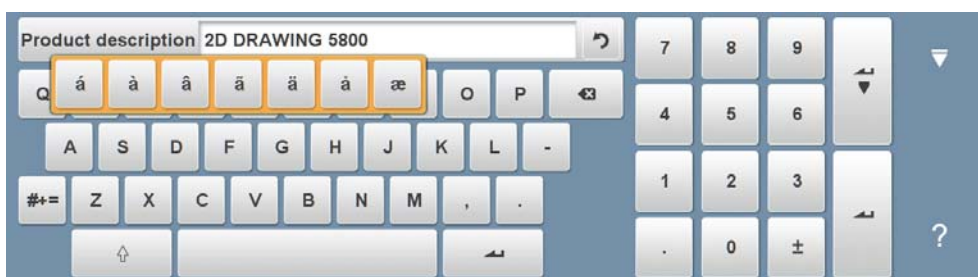 Product description 2D DRAWING 5800 7 8 9
á à â ã ä ȧ æ
Q O P 4 5 6
A S D F G H J K L -
#+= Z X C V B N M , . 1 2 3
. 0 ± ?